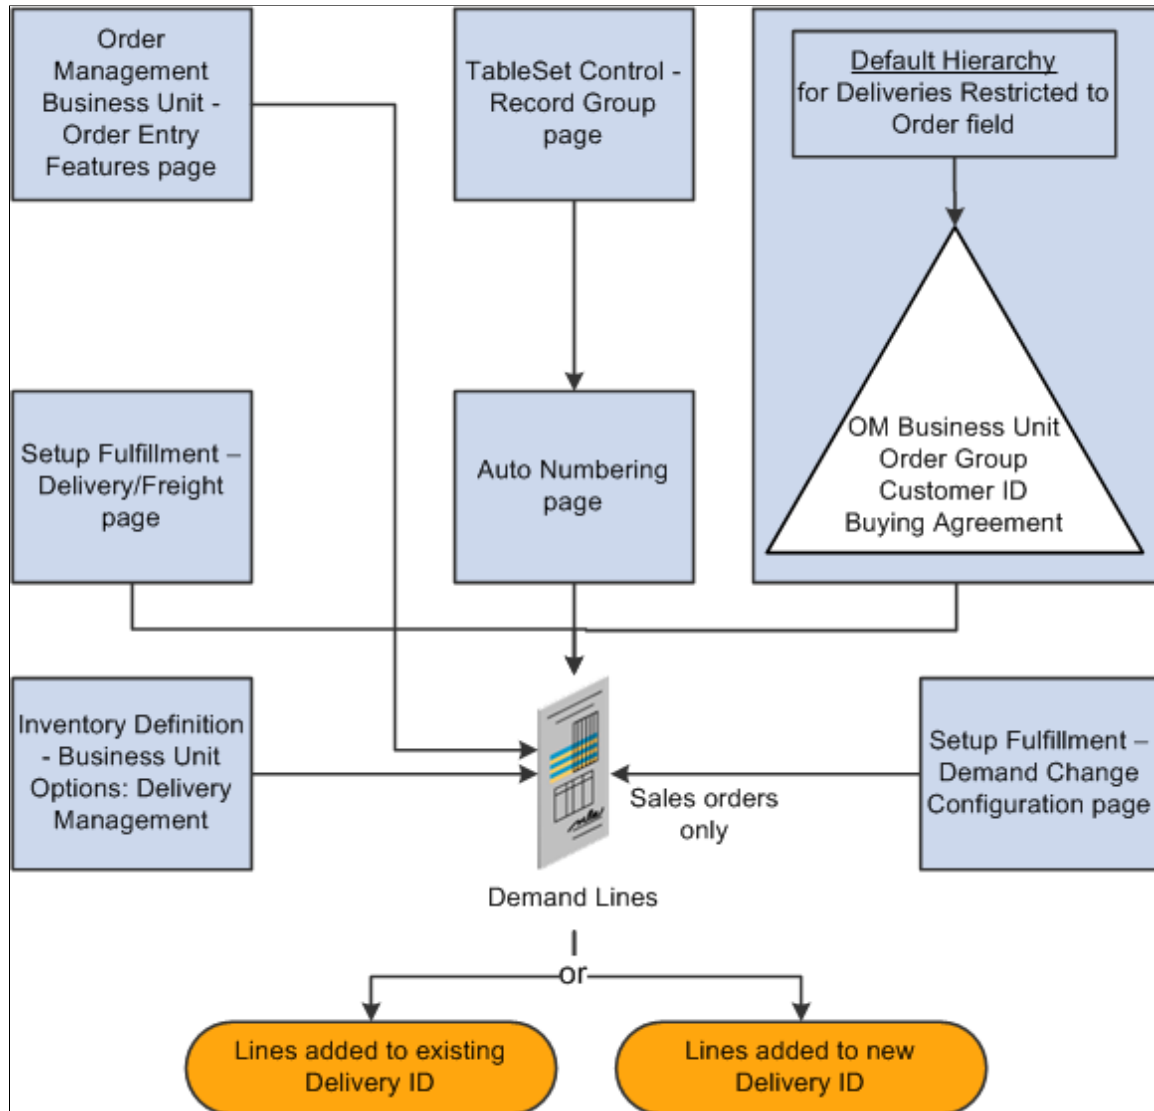 Order
Management
Business Unit -
Order Entry
Features page
TableSet Control -
Record Group
page
Default Hierarchy
for Deliveries Restricted to
Order field
OM Business Unit
Order Group
Customer ID
Buying Agreement
Setup Fulfillment –
Delivery/Freight
page
Auto Numbering
page
Inventory Definition
- Business Unit
Options: Delivery
Management
Sales orders
only
Setup Fulfillment –
Demand Change
Configuration page
Demand Lines
or
Lines added to existing
Delivery ID
Lines added to new
Delivery ID